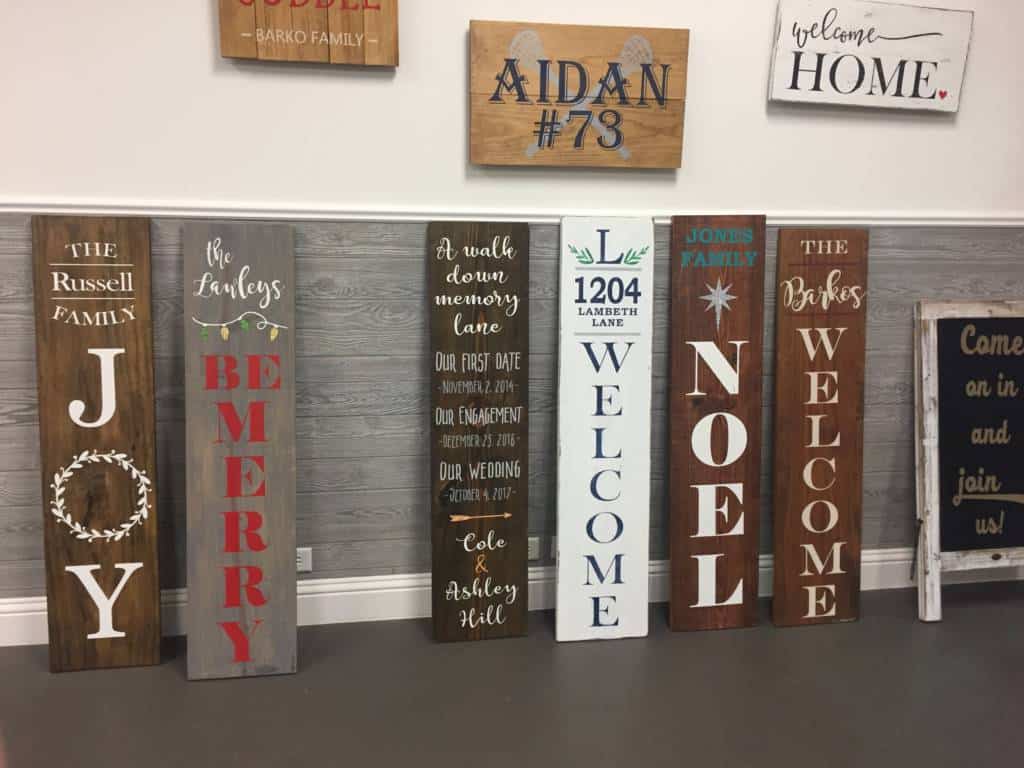 - BARKO FAMILY -
AIDAN
#73
welcome
HOME.
THE
Russell
FAMILY
JOY
the
Lawleys
BE
MERRY
A walk
down
memory
lane
OUR FIRST DATE
-NOVEMBER 2, 2014-
OUR ENGAGEMENT
-DECEMBER 23, 2016-
OUR WEDDING
-OCTOBER 4, 2017-
Cole
&
Ashley
Hill
L
1204
LAMBETH
LANE
WELCOME
JONES
FAMILY
NOEL
THE
Barkos
WELCOME
Come
on in
and
join
us!